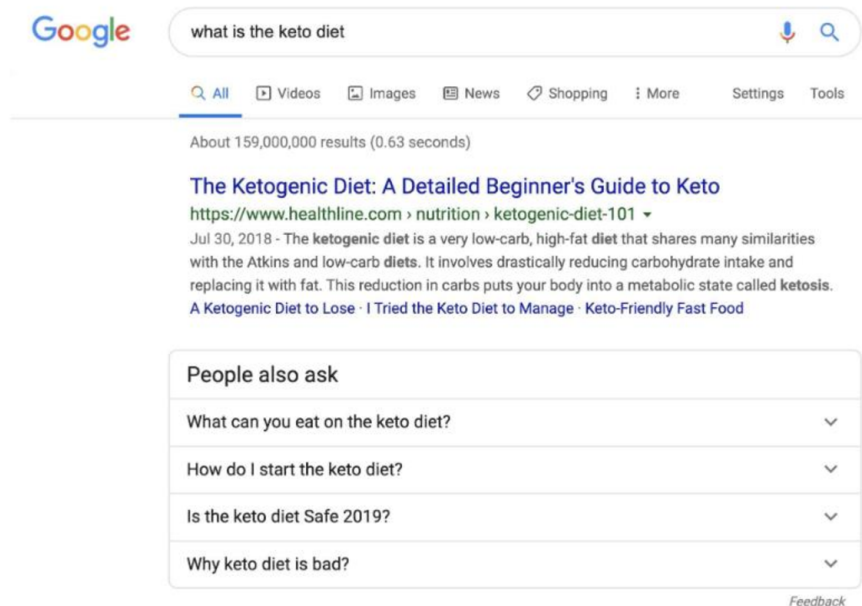 Google what is the keto diet
All Videos Images News Shopping More Settings Tools
About 159,000,000 results (0.63 seconds)
The Ketogenic Diet: A Detailed Beginner's Guide to Keto
https://www.healthline.com › nutrition › ketogenic-diet-101
Jul 30, 2018 - The ketogenic diet is a very low-carb, high-fat diet that shares many similarities
with the Atkins and low-carb diets. It involves drastically reducing carbohydrate intake and
replacing it with fat. This reduction in carbs puts your body into a metabolic state called ketosis.
A Ketogenic Diet to Lose · I Tried the Keto Diet to Manage · Keto-Friendly Fast Food
People also ask
What can you eat on the keto diet?
How do I start the keto diet?
Is the keto diet Safe 2019?
Why keto diet is bad?
Feedback